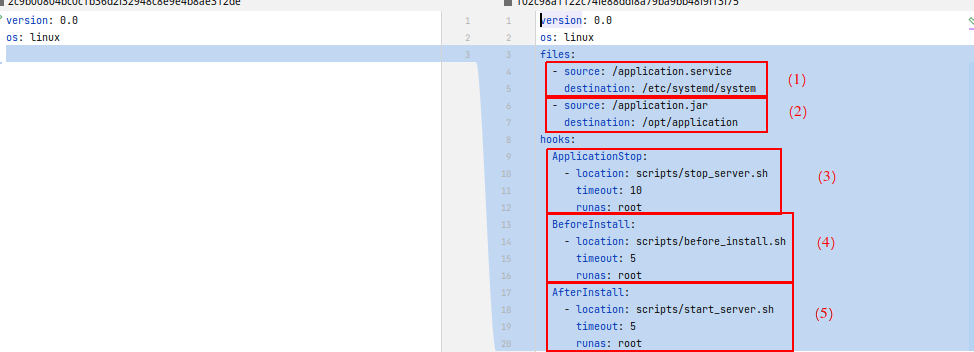 version: 0.0
os: linux
1 1
2 2
3 3
4
5
6
7
8
9
10
11
12
13
14
15
16
17
18
19
20
version: 0.0
os: linux
files:
- source: /application.service
destination: /etc/systemd/system
(1)
- source: /application.jar
destination: /opt/application
(2)
hooks:
ApplicationStop:
- location: scripts/stop_server.sh
timeout: 10
runas: root
(3)
BeforeInstall:
- location: scripts/before_install.sh
timeout: 5
runas: root
(4)
AfterInstall:
- location: scripts/start_server.sh
timeout: 5
runas: root
(5)